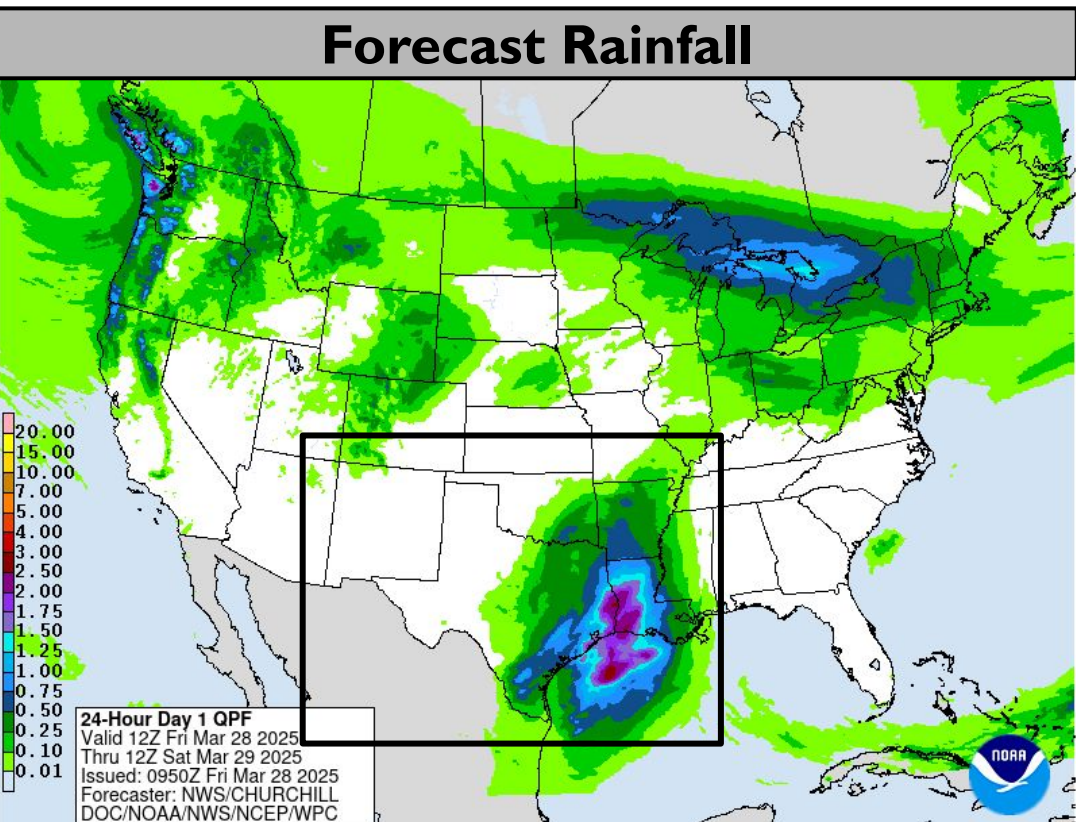 Forecast Rainfall
20.00
15.00
10.00
7.00
5.00
4.00
3.00
2.50
2.00
1.75
1.50
1.25
1.00
0.75
0.50
0.25
0.10
0.01
24-Hour Day 1 QPF
Valid 12Z Fri Mar 28 2025
Thru 12Z Sat Mar 29 2025
Issued: 0950Z Fri Mar 28 2025
Forecaster: NWS/CHURCHILL
DOC/NOAA/NWS/NCEP/WPC
NOAA